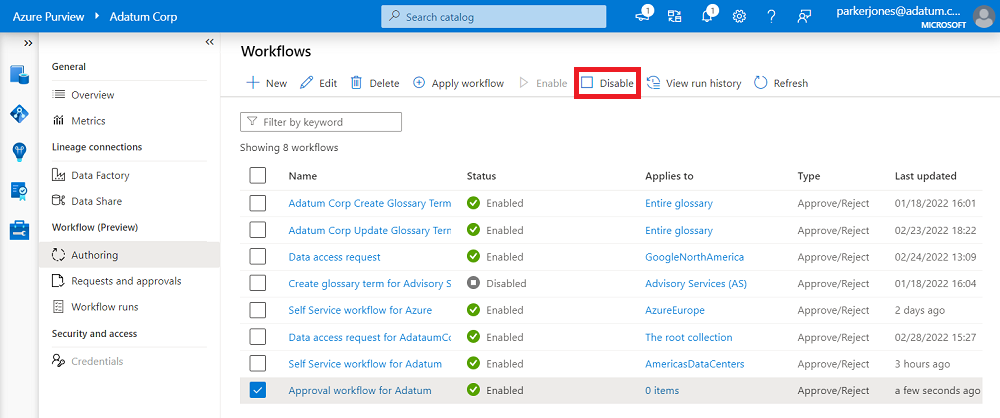 Azure Purview > Adatum Corp
Search catalog
1
1
parkerjones@adatum.c...
MICROSOFT
General
Overview
Metrics
Lineage connections
Data Factory
Data Share
Workflow (Preview)
Authoring
Requests and approvals
Workflow runs
Security and access
Credentials
Workflows
New Edit Delete Apply workflow Enable Disable View run history Refresh
Filter by keyword
Showing 8 workflows
Name Status Applies to Type Last updated
Adatum Corp Create Glossary Term Enabled Entire glossary Approve/Reject 01/18/2022 16:01
Adatum Corp Update Glossary Tern Enabled Entire glossary Approve/Reject 02/23/2022 18:22
Data access request Enabled GoogleNorthAmerica Approve/Reject 02/24/2022 13:09
Create glossary term for Advisory S Disabled Advisory Services (AS) Approve/Reject 01/18/2022 16:04
Self Service workflow for Azure Enabled AzureEurope Approve/Reject 2 days ago
Data access request for AdataumCo Enabled The root collection Approve/Reject 02/28/2022 15:27
Self Service workflow for Adatum Enabled AmericasDataCenters Approve/Reject 3 hours ago
Approval workflow for Adatum Enabled 0 items Approve/Reject a few seconds ago